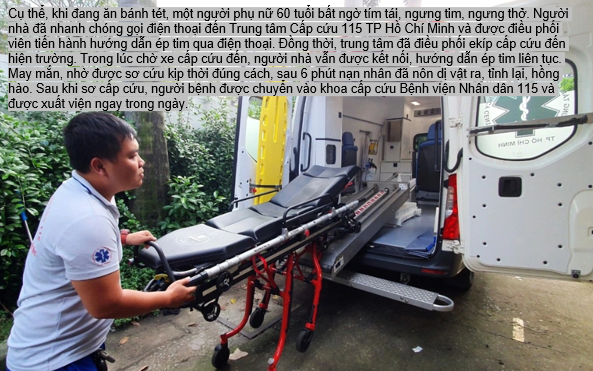 Cụ thể, khi đang ăn bánh tét, một người phụ nữ 60 tuổi bất ngờ tím tái, ngưng tim, ngưng thở. Người
nhà đã nhanh chóng gọi điện thoại đến Trung tâm Cấp cứu 115 TP Hồ Chí Minh và được điều phối
viên tiến hành hướng dẫn ép tim qua điện thoại. Đồng thời, trung tâm đã điều phối ekíp cấp cứu đến
hiện trường. Trong lúc chờ xe cấp cứu đến, người nhà vẫn được kết nối, hướng dẫn ép tim liên tục.
May mắn, nhờ được sơ cứu kịp thời đúng cách, sau 6 phút nạn nhân đã nôn dị vật ra, tỉnh lại, hồng
hào. Sau khi sơ cấp cứu, người bệnh được chuyển vào khoa cấp cứu Bệnh viện Nhân dân 115 và
được xuất viện ngay trong ngày.
TP HO CHI MINH